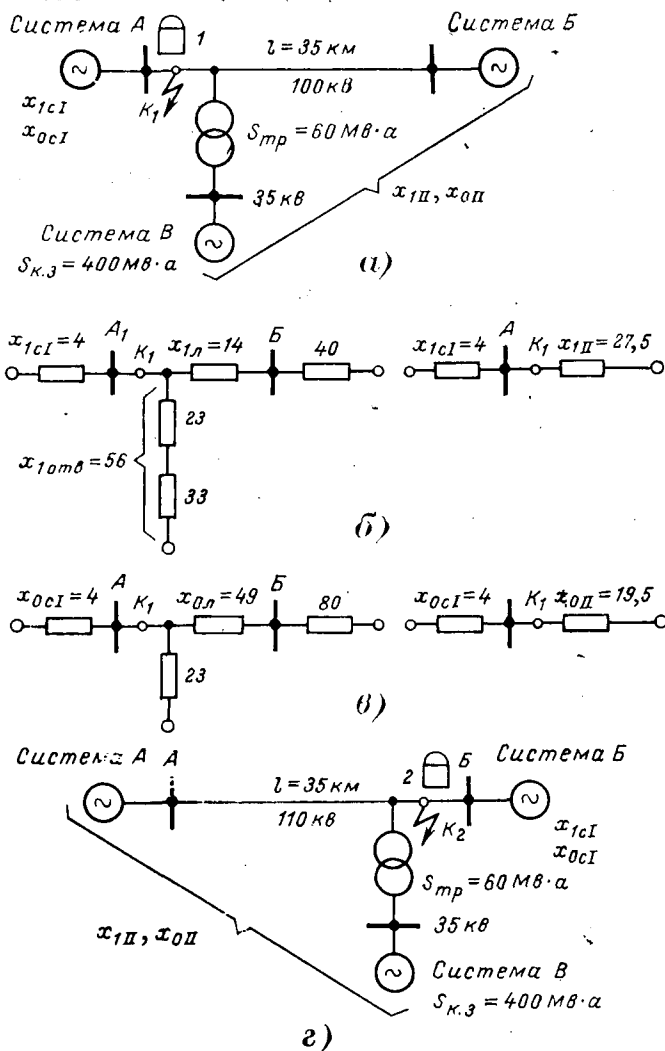 Система А
1
l = 35 км
Система Б
100 кв
K₁
x₁cI
x₀cI
Sтр = 60 Мв·а
35 кв
x₁II, x₀II
Система В
Sк.з = 400 Мв·а
а)
x₁cI = 4
A₁
K₁
x₁л = 14
Б
40
x₁cI = 4
А
K₁
x₁II = 27,5
23
x₁отв = 56
33
б)
x₀cI = 4
А
K₁
x₀л = 49
Б
80
x₀cI = 4
А
K₁
x₀II = 19,5
23
в)
Система А
А
2
Б
Система Б
l = 35 км
110 кв
K₂
x₁cI
x₀cI
Sтр = 60 Мв·а
35 кв
x₁II, x₀II
Система В
Sк.з = 400 Мв·а
г)